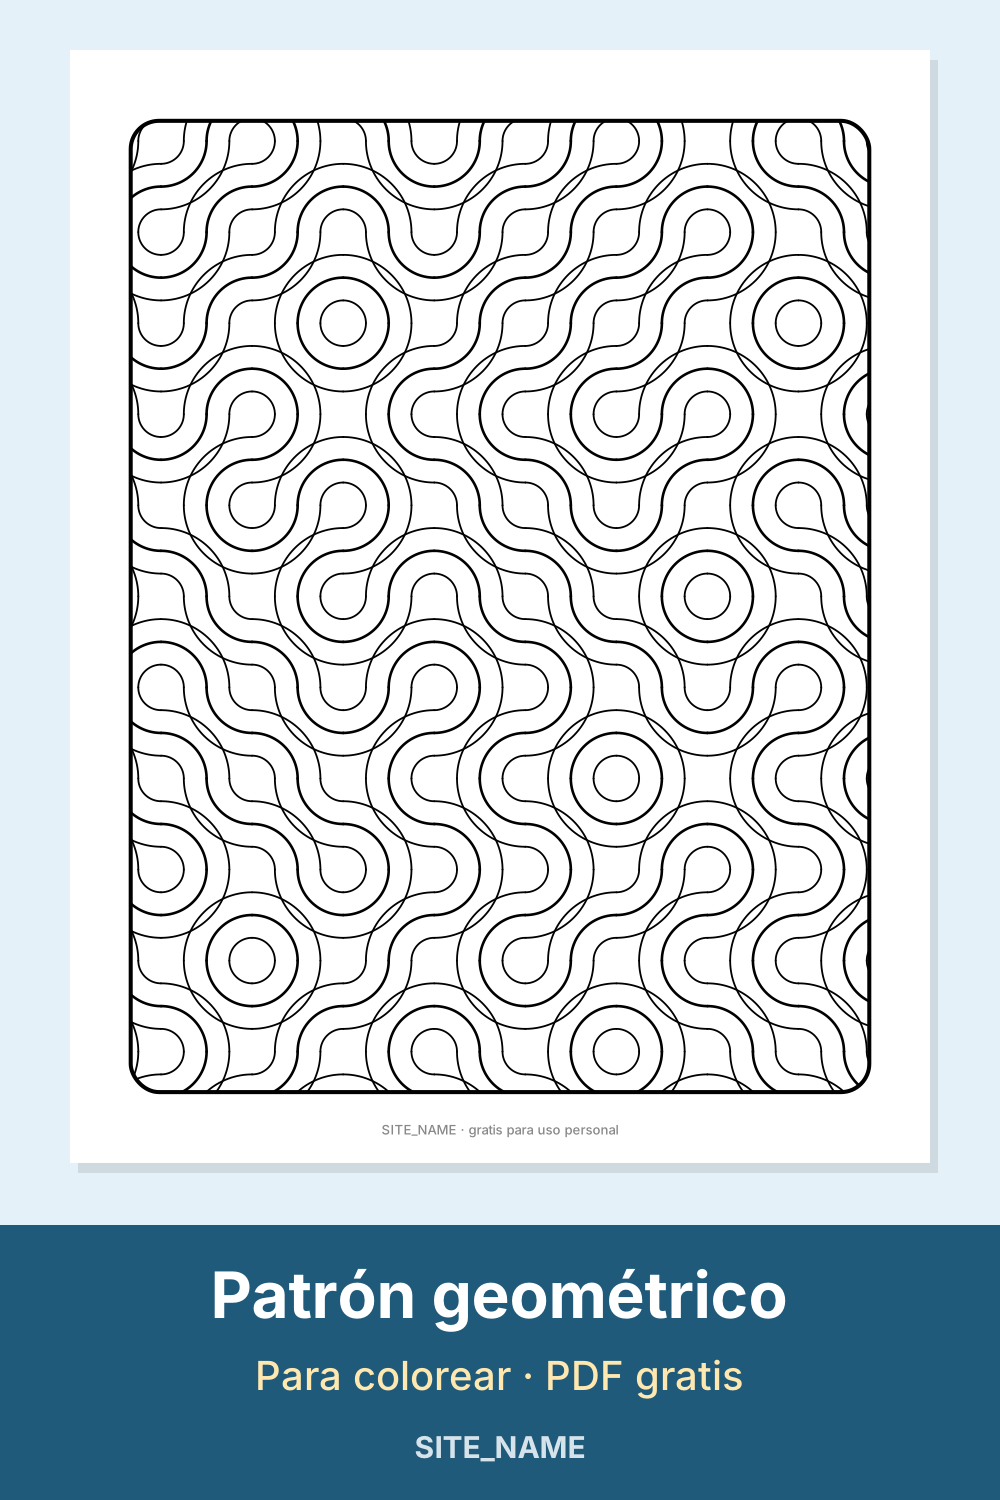 SITE_NAME · gratis para uso personal
Patrón geométrico
Para colorear · PDF gratis
SITE_NAME